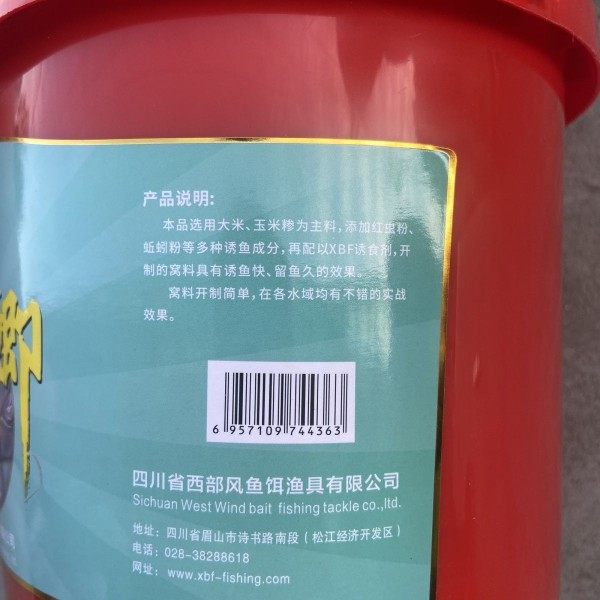 产品说明:
本品选用大米、玉米糁为主料,添加红虫粉、
蚯蚓粉等多种诱鱼成分,再配以XBF诱食剂,开
制的窝料具有诱鱼快、留鱼久的效果。
窝料开制简单,在各水域均有不错的实战
效果。
6 957109 744363
四川省西部风鱼饵渔具有限公司
Sichuan West Wind bait fishing tackle co.,ltd.
地址: 四川省眉山市诗书路南段(松江经济开发区)
电话: 028-38288618
网址: www.xbf-fishing.com